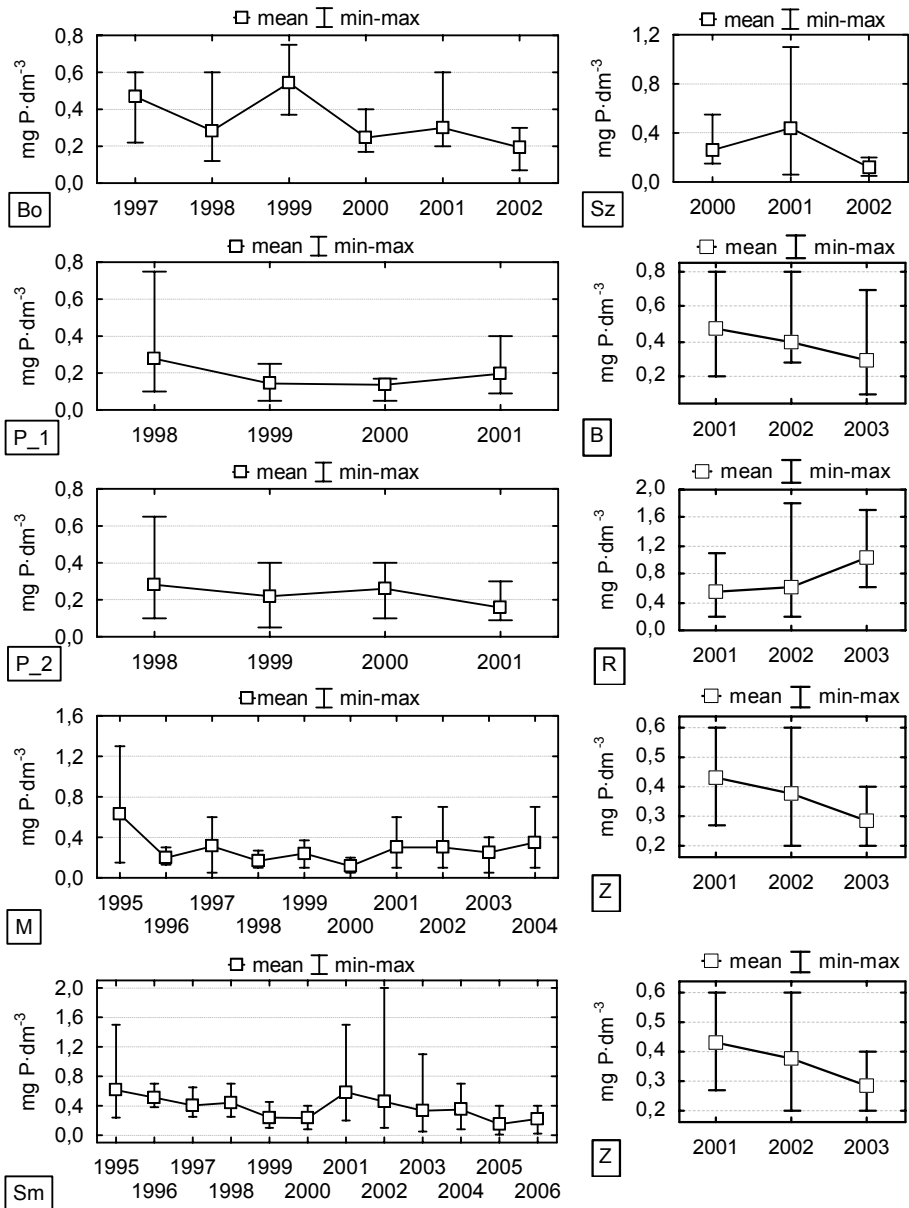 mean min-max
mg P·dm⁻³
0,8
0,6
0,4
0,2
0,0
1997 1998 1999 2000 2001 2002
Bo
mean min-max
mg P·dm⁻³
1,2
0,8
0,4
0,0
2000 2001 2002
Sz
mean min-max
mg P·dm⁻³
0,8
0,6
0,4
0,2
0,0
1998 1999 2000 2001
P_1
mean min-max
mg P·dm⁻³
0,8
0,6
0,4
0,2
2001 2002 2003
B
mean min-max
mg P·dm⁻³
0,8
0,6
0,4
0,2
0,0
1998 1999 2000 2001
P_2
mean min-max
mg P·dm⁻³
2,0
1,6
1,2
0,8
0,4
0,0
2001 2002 2003
R
mean min-max
mg P·dm⁻³
1,6
1,2
0,8
0,4
0,0
1995 1997 1999 2001 2003
1996 1998 2000 2002 2004
M
mean min-max
mg P·dm⁻³
0,6
0,5
0,4
0,3
0,2
2001 2002 2003
Z
mean min-max
mg P·dm⁻³
2,0
1,6
1,2
0,8
0,4
0,0
1995 1997 1999 2001 2003 2005
1996 1998 2000 2002 2004 2006
Sm
mean min-max
mg P·dm⁻³
0,6
0,5
0,4
0,3
0,2
2001 2002 2003
Z